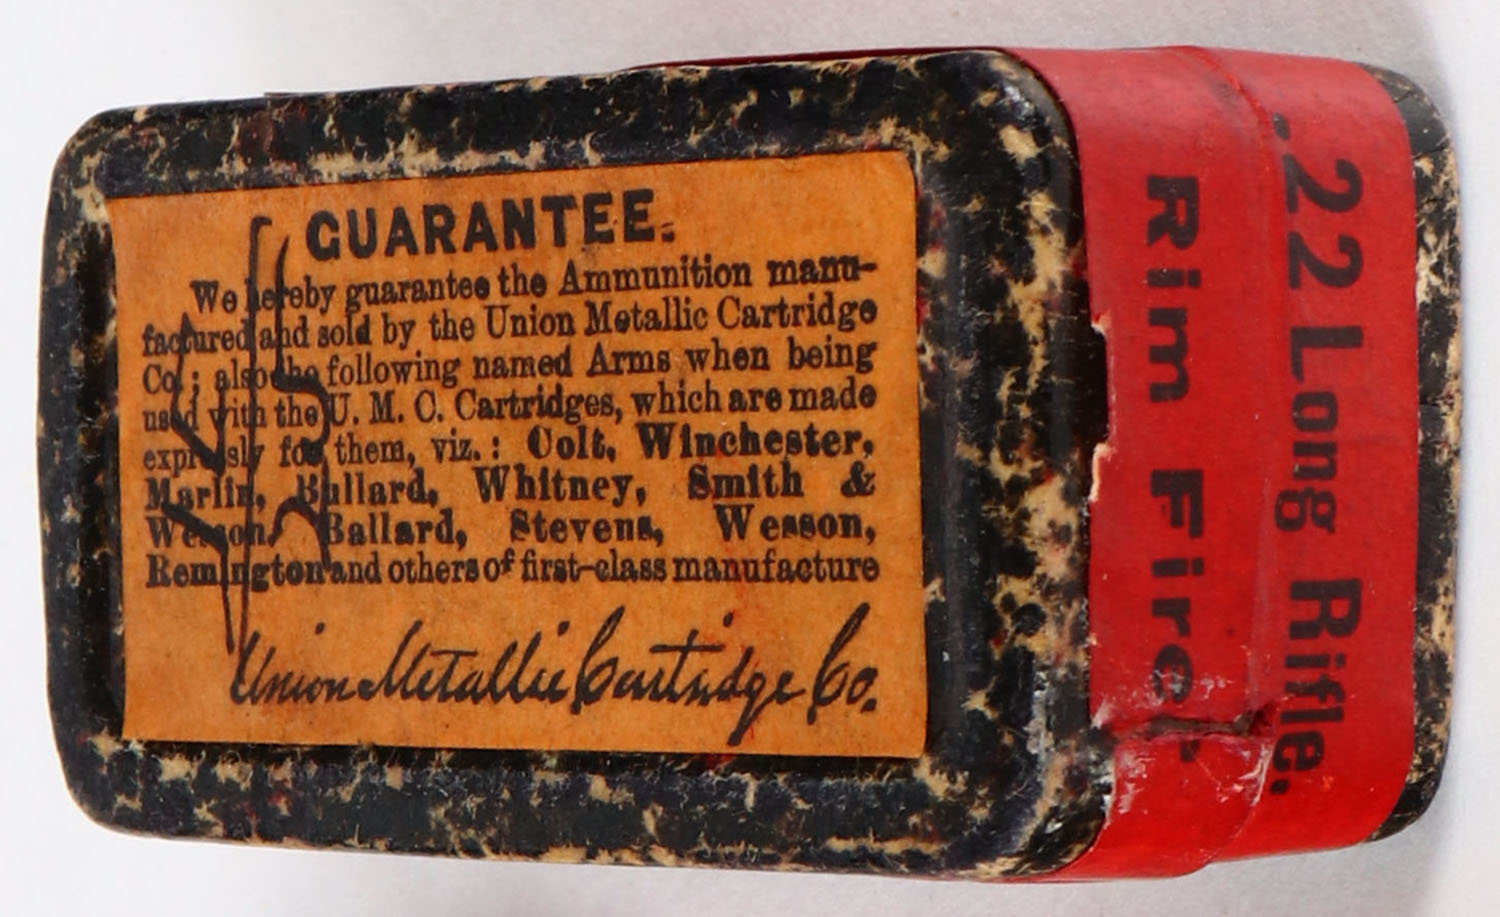 GUARANTEE.
We hereby guarantee the Ammunition manu-
factured and sold by the Union Metallic Cartridge
Co.; also the following named Arms when being
used with the U. M. C. Cartridges, which are made
expressly for them, viz.: Colt, Winchester,
Marlin, Bullard, Whitney, Smith &
Wesson, Ballard, Stevens, Wesson,
Remington and others of first-class manufacture
Union Metallic Cartridge Co.
.22 Long Rifle.
Rim Fire